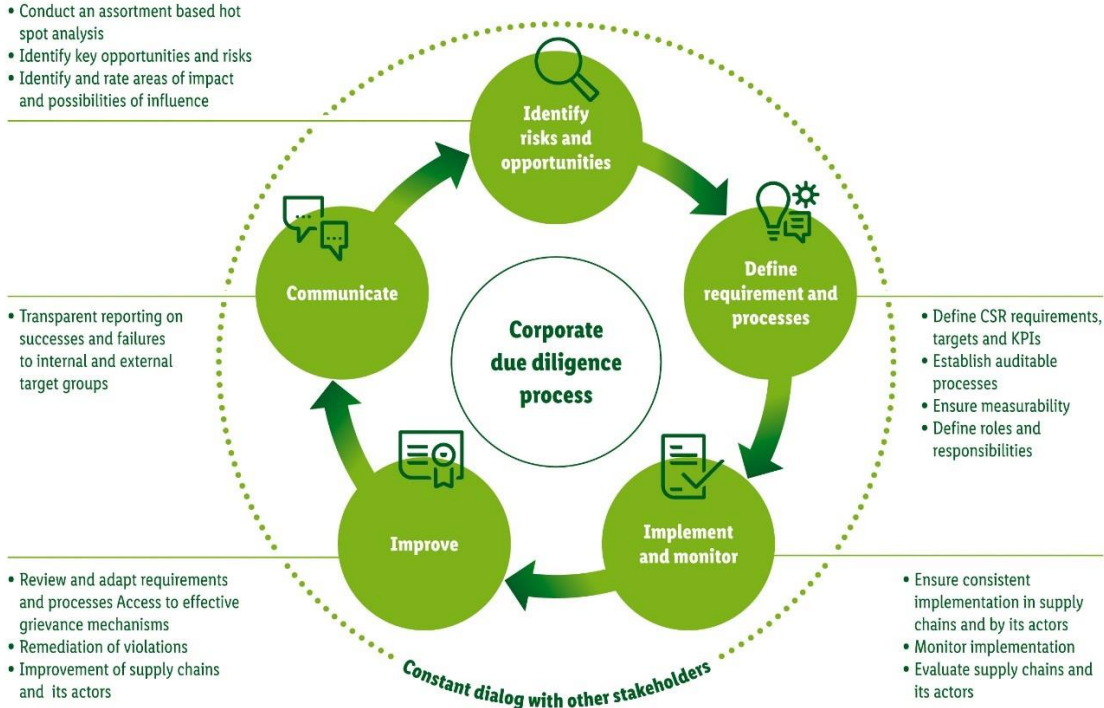 • Conduct an assortment based hot
spot analysis
• Identify key opportunities and risks
• Identify and rate areas of impact
and possibilities of influence
Identify
risks and
opportunities
Define
requirement and
processes
• Define CSR requirements,
targets and KPIs
• Establish auditable
processes
• Ensure measurability
• Define roles and
responsibilities
Implement
and monitor
• Ensure consistent
implementation in supply
chains and by its actors
• Monitor implementation
• Evaluate supply chains and
its actors
Improve
• Review and adapt requirements
and processes Access to effective
grievance mechanisms
• Remediation of violations
• Improvement of supply chains
and its actors
Communicate
• Transparent reporting on
successes and failures
to internal and external
target groups
Corporate
due diligence
process
Constant dialog with other stakeholders